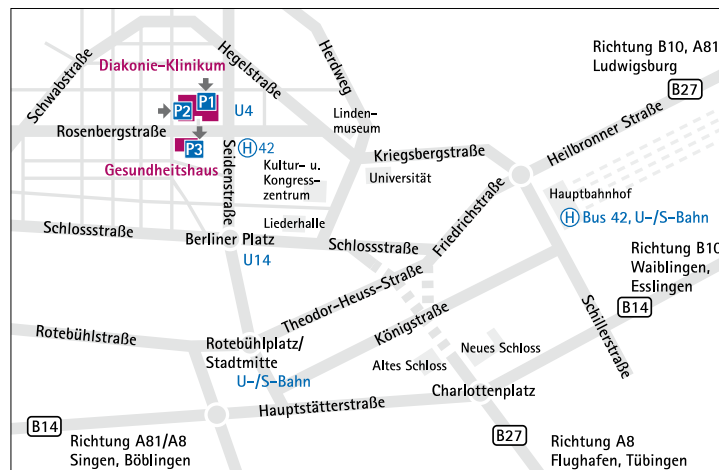 Richtung B10, A81
Ludwigsburg
B27
Schwabstraße
Diakonie-Klinikum
Hegelstraße
Herdweg
P1
P2
U4
Linden-
museum
Heilbronner Straße
Rosenbergstraße
P3
Seidenstraße
H 42
Kriegsbergstraße
Gesundheitshaus
Kultur- u.
Kongress-
zentrum
Universität
Hauptbahnhof
H Bus 42, U-/S-Bahn
Friedrichstraße
Liederhalle
Schlossstraße
Berliner Platz
Schlossstraße
U14
Richtung B10
Waiblingen,
Esslingen
B14
Theodor-Heuss-Straße
Königstraße
Schillerstraße
Rotebühlstraße
Rotebühlplatz/
Stadtmitte
U-/S-Bahn
Neues Schloss
Altes Schloss
Charlottenplatz
Hauptstätterstraße
B14
Richtung A81/A8
Singen, Böblingen
B27
Richtung A8
Flughafen, Tübingen